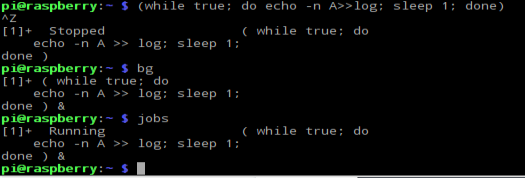 pi@raspberry:~ $ (while true; do echo -n A>>log; sleep 1; done)
^Z
[1]+  Stopped                 ( while true; do
    echo -n A >> log; sleep 1;
done )
pi@raspberry:~ $ bg
[1]+ ( while true; do
    echo -n A >> log; sleep 1;
done ) &
pi@raspberry:~ $ jobs
[1]+  Running                 ( while true; do
    echo -n A >> log; sleep 1;
done ) &
pi@raspberry:~ $